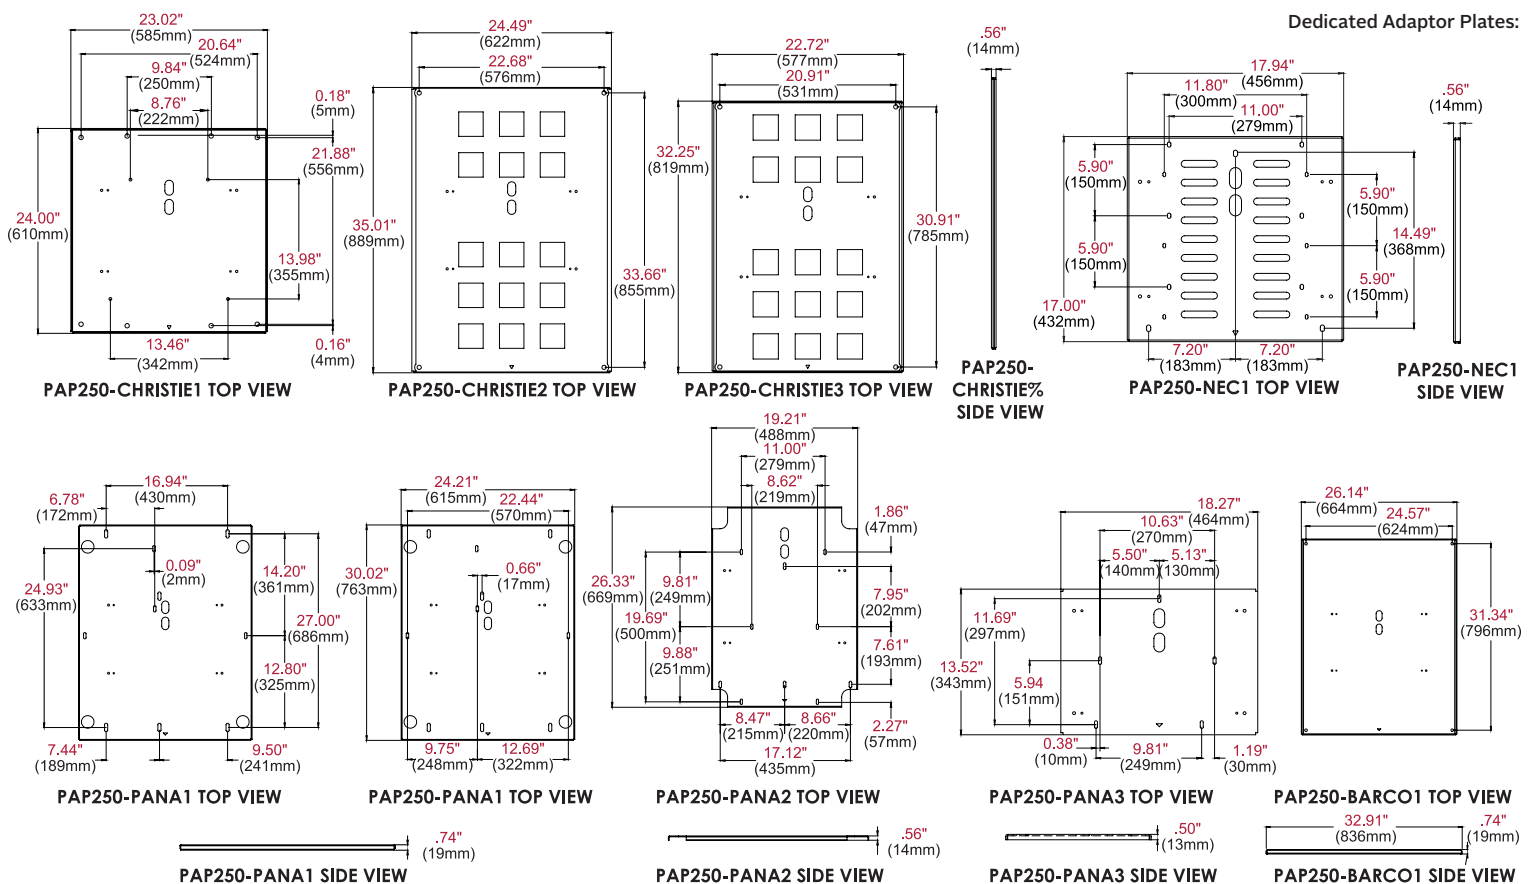 Dedicated Adaptor Plates:
23.02"
(585mm)
20.64"
(524mm)
9.84"
(250mm)
8.76"
(222mm)
0.18"
(5mm)
21.88"
(556mm)
24.00"
(610mm)
13.98"
(355mm)
13.46"
(342mm)
0.16"
(4mm)
PAP250-CHRISTIE1 TOP VIEW
24.49"
(622mm)
22.68"
(576mm)
35.01"
(889mm)
33.66"
(855mm)
PAP250-CHRISTIE2 TOP VIEW
22.72"
(577mm)
20.91"
(531mm)
32.25"
(819mm)
30.91"
(785mm)
PAP250-CHRISTIE3 TOP VIEW
.56"
(14mm)
PAP250-
CHRISTIE%
SIDE VIEW
17.94"
(456mm)
11.80"
(300mm)
11.00"
(279mm)
5.90"
(150mm)
5.90"
(150mm)
5.90"
(150mm)
14.49"
(368mm)
5.90"
(150mm)
17.00"
(432mm)
7.20"
(183mm)
7.20"
(183mm)
PAP250-NEC1 TOP VIEW
.56"
(14mm)
PAP250-NEC1
SIDE VIEW
16.94"
(430mm)
6.78"
(172mm)
0.09"
(2mm)
14.20"
(361mm)
24.93"
(633mm)
27.00"
(686mm)
12.80"
(325mm)
7.44"
(189mm)
9.50"
(241mm)
PAP250-PANA1 TOP VIEW
24.21"
(615mm)
22.44"
(570mm)
30.02"
(763mm)
0.66"
(17mm)
9.75"
(248mm)
12.69"
(322mm)
PAP250-PANA1 TOP VIEW
19.21"
(488mm)
11.00"
(279mm)
8.62"
(219mm)
1.86"
(47mm)
26.33"
(669mm)
9.81"
(249mm)
7.95"
(202mm)
19.69"
(500mm)
9.88"
(251mm)
7.61"
(193mm)
8.47"
(215mm)
8.66"
(220mm)
2.27"
(57mm)
17.12"
(435mm)
PAP250-PANA2 TOP VIEW
18.27"
(464mm)
10.63"
(270mm)
5.50"
(140mm)
5.13"
(130mm)
11.69"
(297mm)
13.52"
(343mm)
5.94
(151mm)
0.38"
(10mm)
9.81"
(249mm)
1.19"
(30mm)
PAP250-PANA3 TOP VIEW
26.14"
(664mm)
24.57"
(624mm)
31.34"
(796mm)
PAP250-BARCO1 TOP VIEW
.74"
(19mm)
PAP250-PANA1 SIDE VIEW
.56"
(14mm)
PAP250-PANA2 SIDE VIEW
.50"
(13mm)
PAP250-PANA3 SIDE VIEW
32.91"
(836mm)
.74"
(19mm)
PAP250-BARCO1 SIDE VIEW